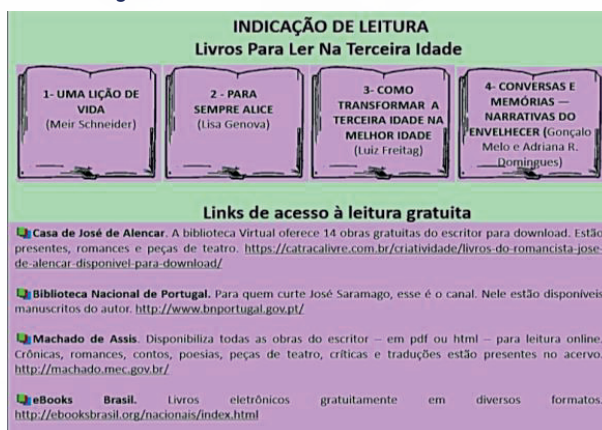 INDICAÇÃO DE LEITURA
Livros Para Ler Na Terceira Idade
1- UMA LIÇÃO DE
VIDA
(Meir Schneider)
2 - PARA
SEMPRE ALICE
(Lisa Genova)
3- COMO
TRANSFORMAR A
TERCEIRA IDADE NA
MELHOR IDADE
(Luiz Freitag)
4- CONVERSAS E
MEMÓRIAS —
NARRATIVAS DO
ENVELHECER (Gonçalo
Melo e Adriana R.
Domingues)
Links de acesso à leitura gratuita
Casa de José de Alencar. A biblioteca Virtual oferece 14 obras gratuitas do escritor para download. Estão
presentes, romances e peças de teatro. https://catracalivre.com.br/criatividade/livros-do-romancista-jose-
de-alencar-disponivel-para-download/
Biblioteca Nacional de Portugal. Para quem curte José Saramago, esse é o canal. Nele estão disponíveis
manuscritos do autor. http://www.bnportugal.gov.pt/
Machado de Assis. Disponibiliza todas as obras do escritor – em pdf ou html – para leitura online.
Crônicas, romances, contos, poesias, peças de teatro, críticas e traduções estão presentes no acervo.
http://machado.mec.gov.br/
eBooks Brasil. Livros eletrônicos gratuitamente em diversos formatos.
http://ebooksbrasil.org/nacionais/index.html